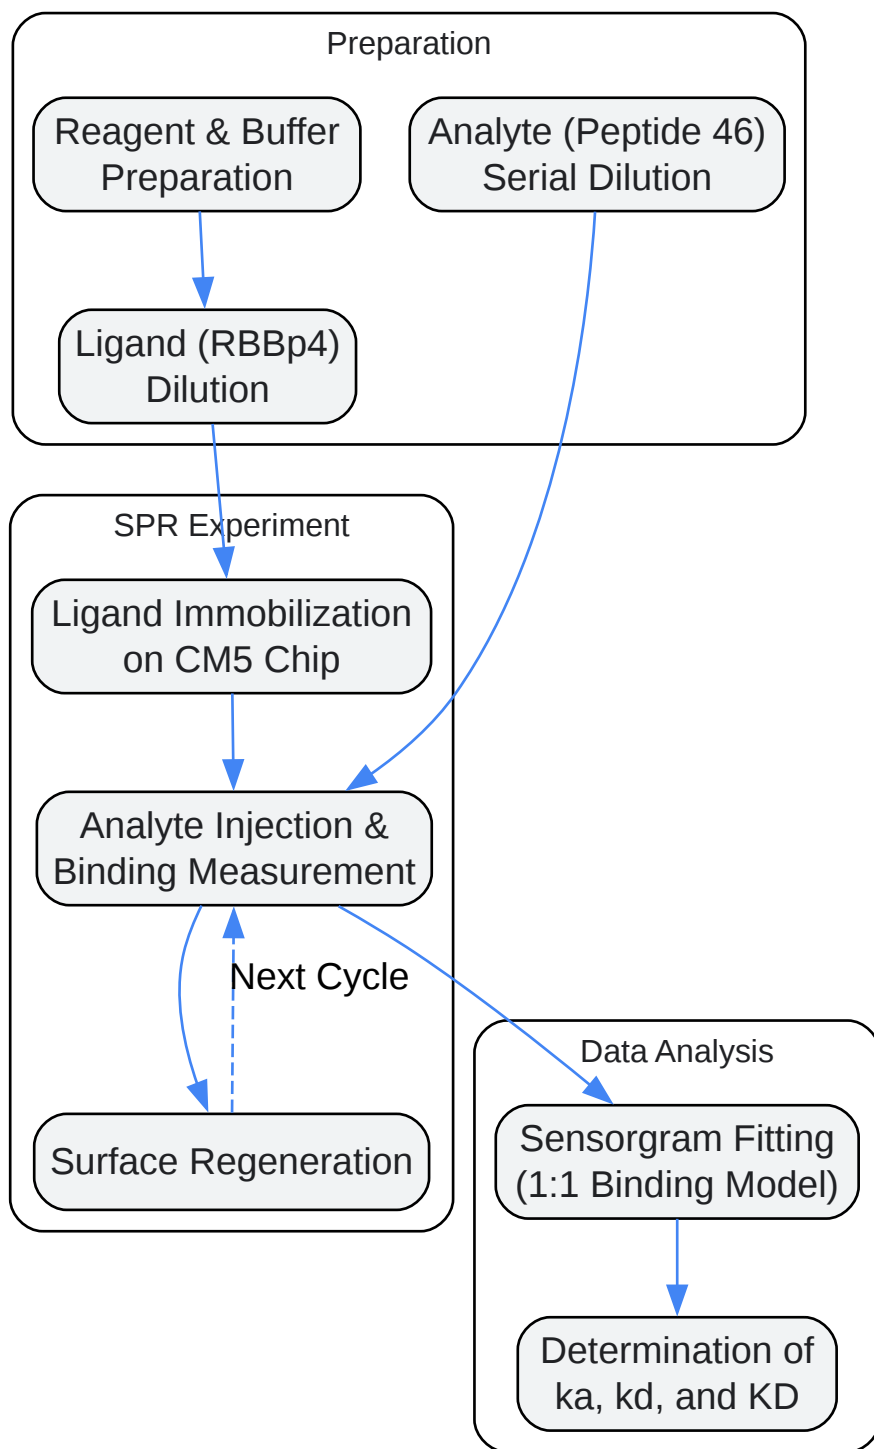 Preparation
Reagent & Buffer
Preparation
Analyte (Peptide 46)
Serial Dilution
Ligand (RBBp4)
Dilution
SPR Experiment
Ligand Immobilization
on CM5 Chip
Analyte Injection &
Binding Measurement
Next Cycle
Surface Regeneration
Data Analysis
Sensorgram Fitting
(1:1 Binding Model)
Determination of
ka, kd, and KD